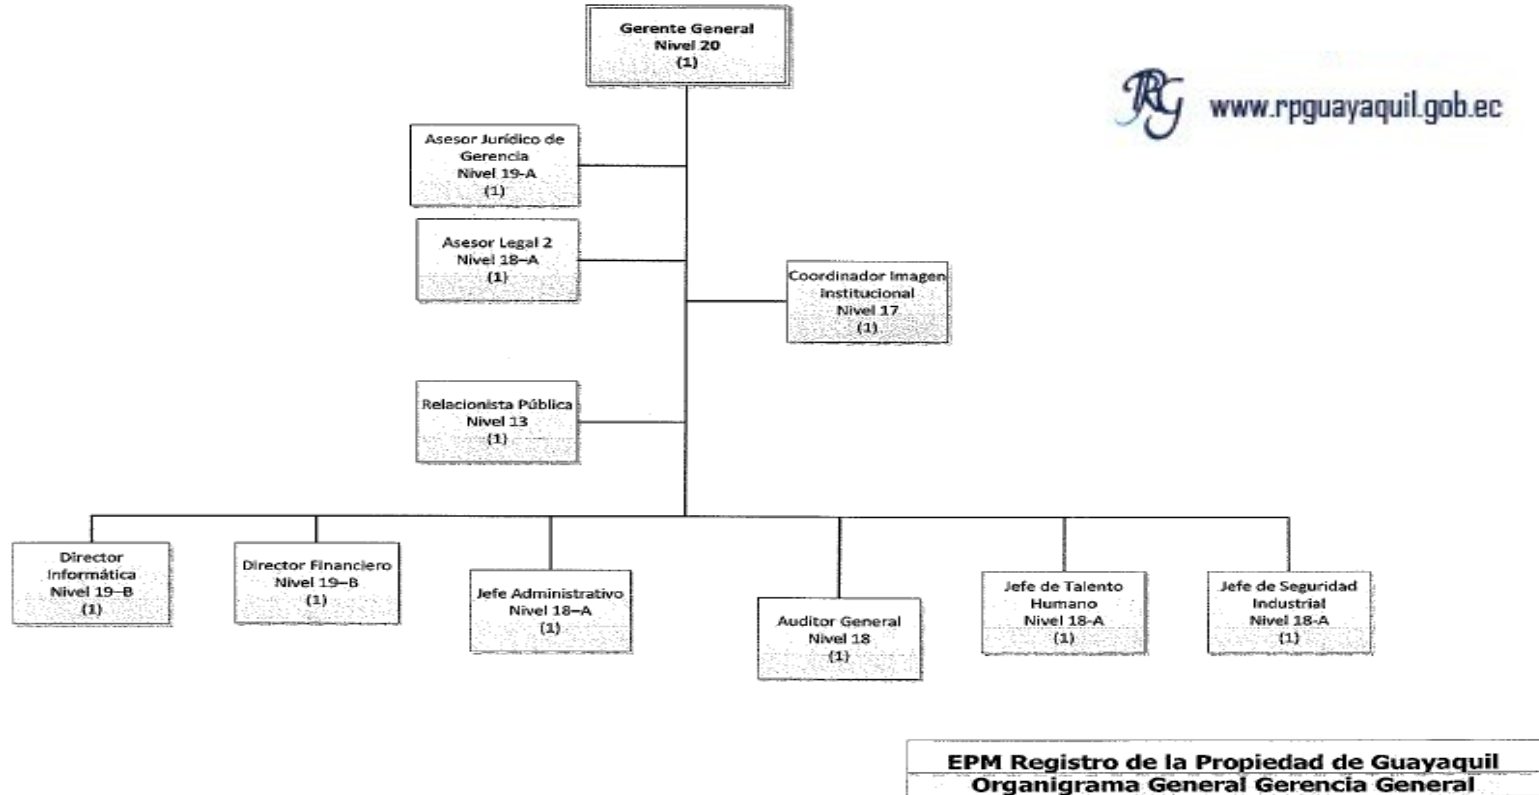 Gerente General
Nivel 20
(1)
RPG
www.rpguayaquil.gob.ec
Asesor Jurídico de
Gerencia
Nivel 19-A
(1)
Asesor Legal 2
Nivel 18–A
(1)
Coordinador Imagen
Institucional
Nivel 17
(1)
Relacionista Pública
Nivel 13
(1)
Director
Informática
Nivel 19–B
(1)
Director Financiero
Nivel 19–B
(1)
Jefe Administrativo
Nivel 18–A
(1)
Auditor General
Nivel 18
(1)
Jefe de Talento
Humano
Nivel 18-A
(1)
Jefe de Seguridad
Industrial
Nivel 18-A
(1)
EPM Registro de la Propiedad de Guayaquil
Organigrama General Gerencia General